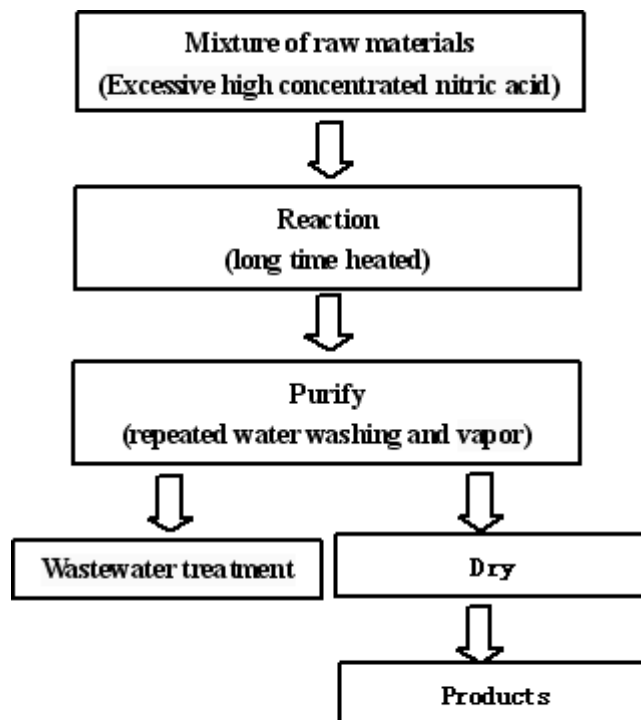 Mixture of raw materials
(Excessive high concentrated nitric acid)
Reaction
(long time heated)
Purify
(repeated water washing and vapor)
Wastewater treatment
Dry
Products